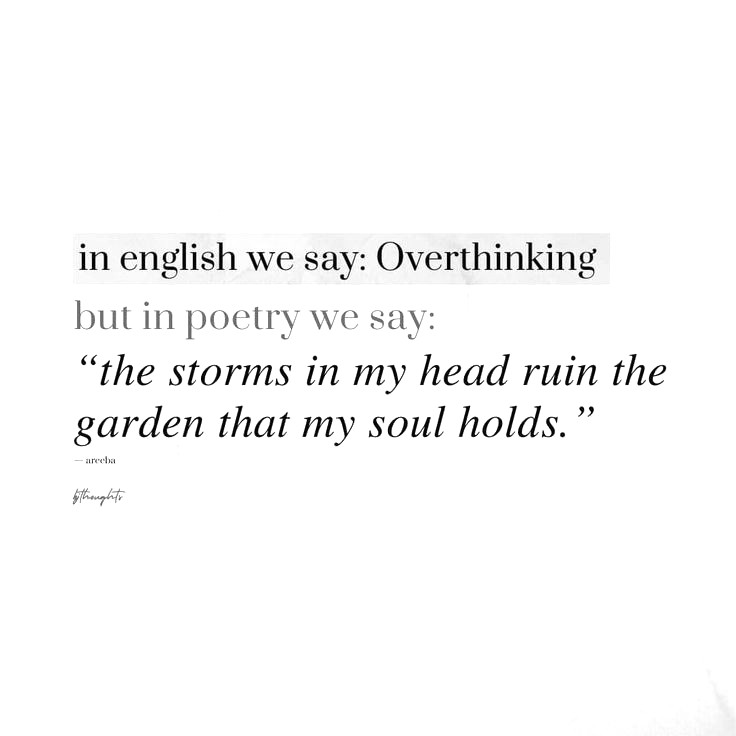 in english we say: Overthinking
but in poetry we say:
“the storms in my head ruin the
garden that my soul holds.”
— areeba
bjthoughts